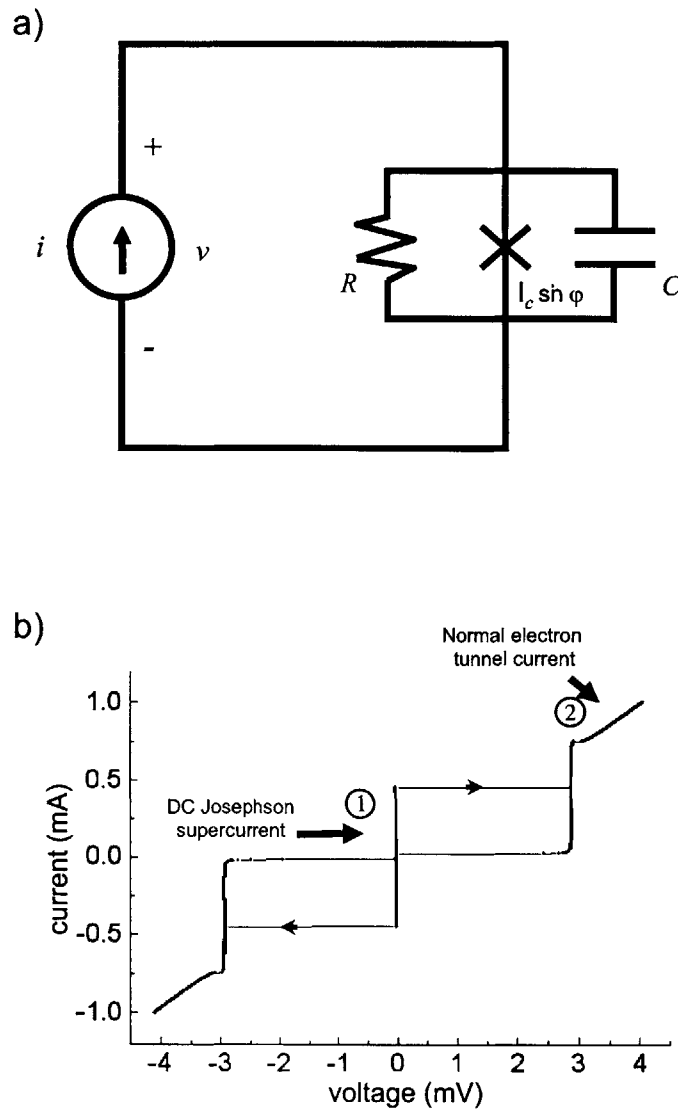 a)
+
i
v
-
R
I_c sin φ
C
b)
Normal electron
tunnel current
2
1
DC Josephson
supercurrent
current (mA)
1.0
0.5
0.0
-0.5
-1.0
-4 -3 -2 -1 0 1 2 3 4
voltage (mV)